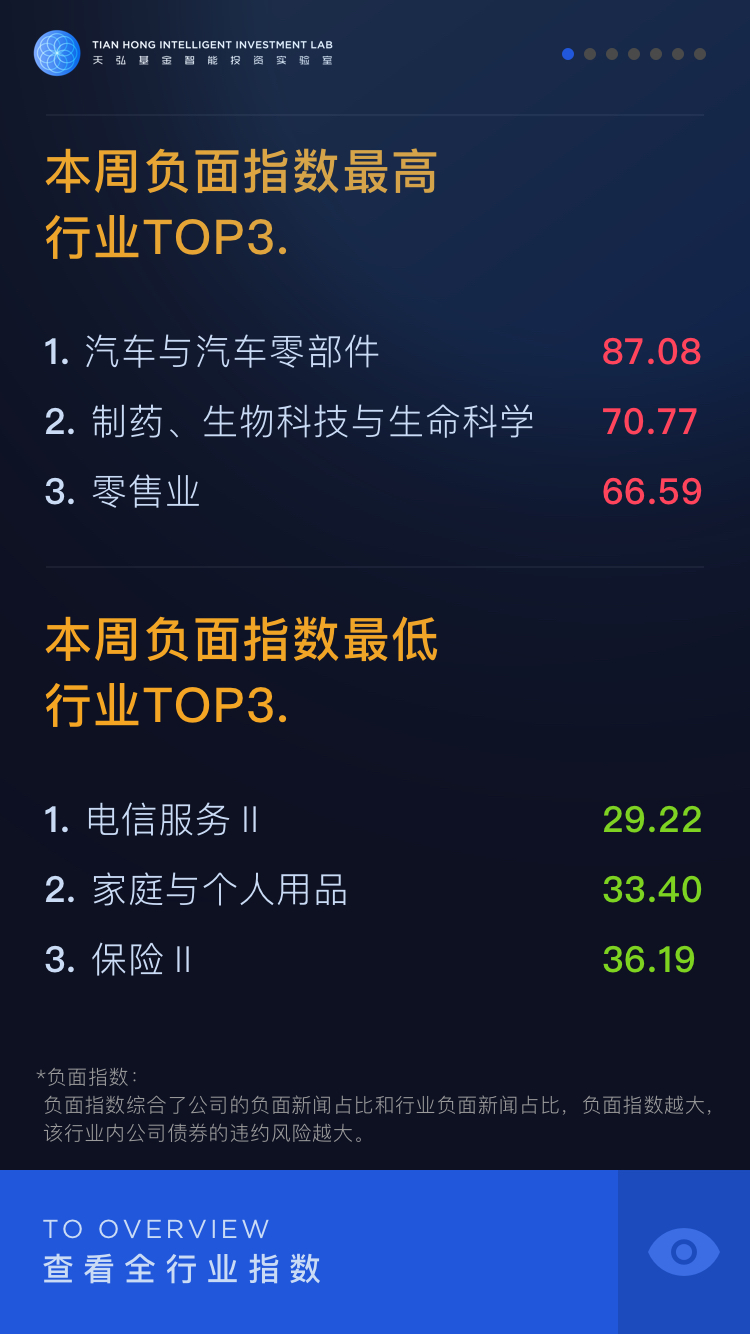 TIAN HONG INTELLIGENT INVESTMENT LAB
天弘基金智能投资实验室
本周负面指数最高
行业TOP3.
1. 汽车与汽车零部件 87.08
2. 制药、生物科技与生命科学 70.77
3. 零售业 66.59
本周负面指数最低
行业TOP3.
1. 电信服务 II 29.22
2. 家庭与个人用品 33.40
3. 保险 II 36.19
*负面指数：
负面指数综合了公司的负面新闻占比和行业负面新闻占比，负面指数越大，
该行业内公司债券的违约风险越大。
TO OVERVIEW
查看全行业指数